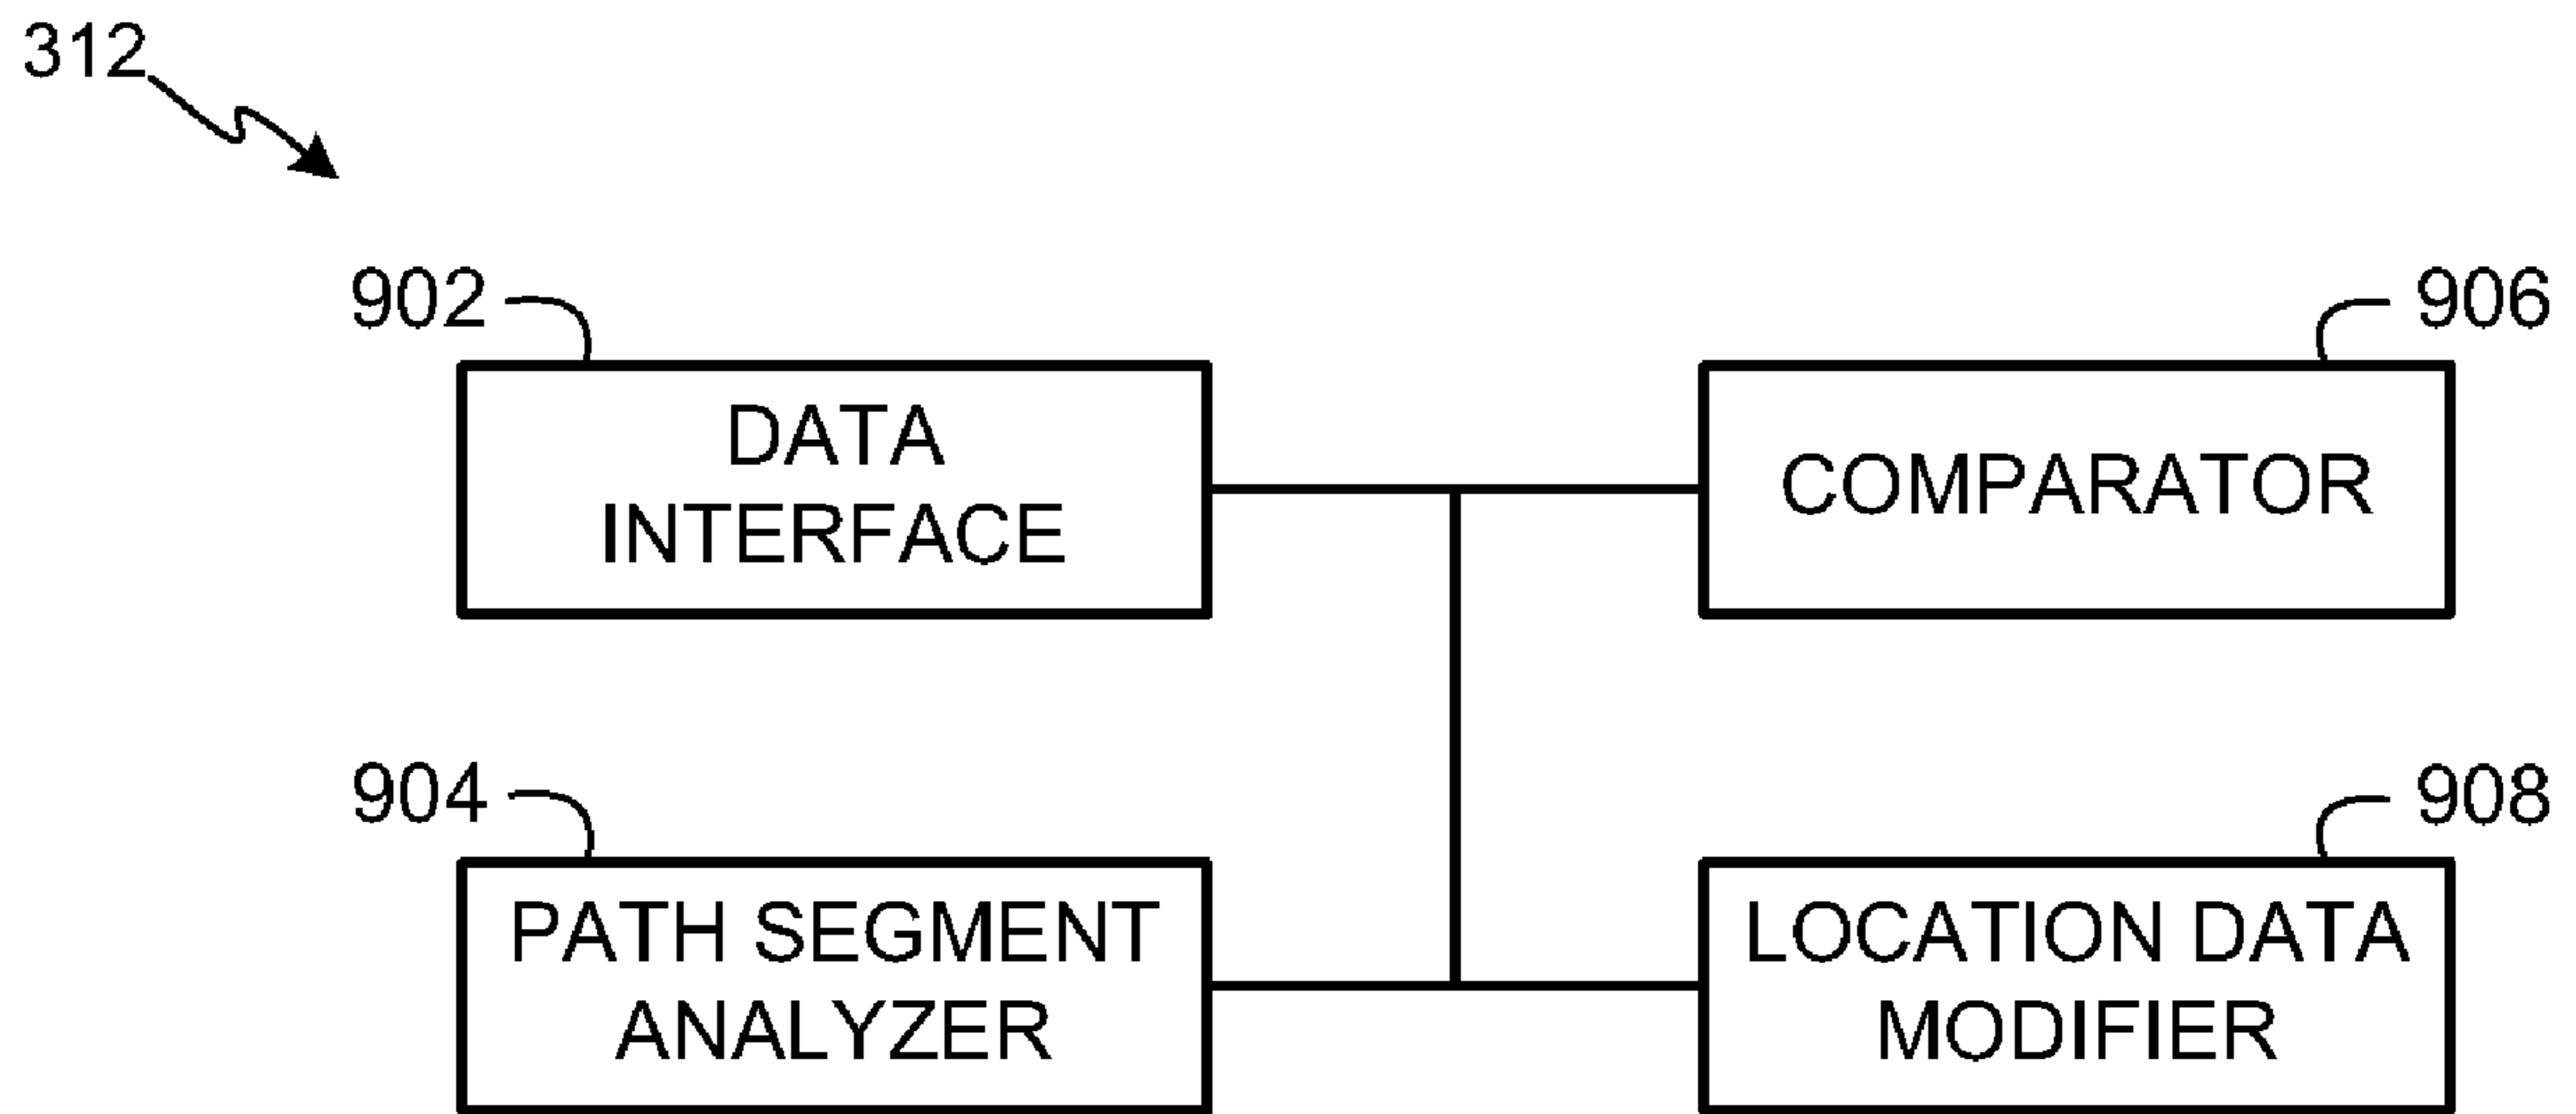 312
902
906
DATA
INTERFACE
COMPARATOR
904
908
PATH SEGMENT
ANALYZER
LOCATION DATA
MODIFIER